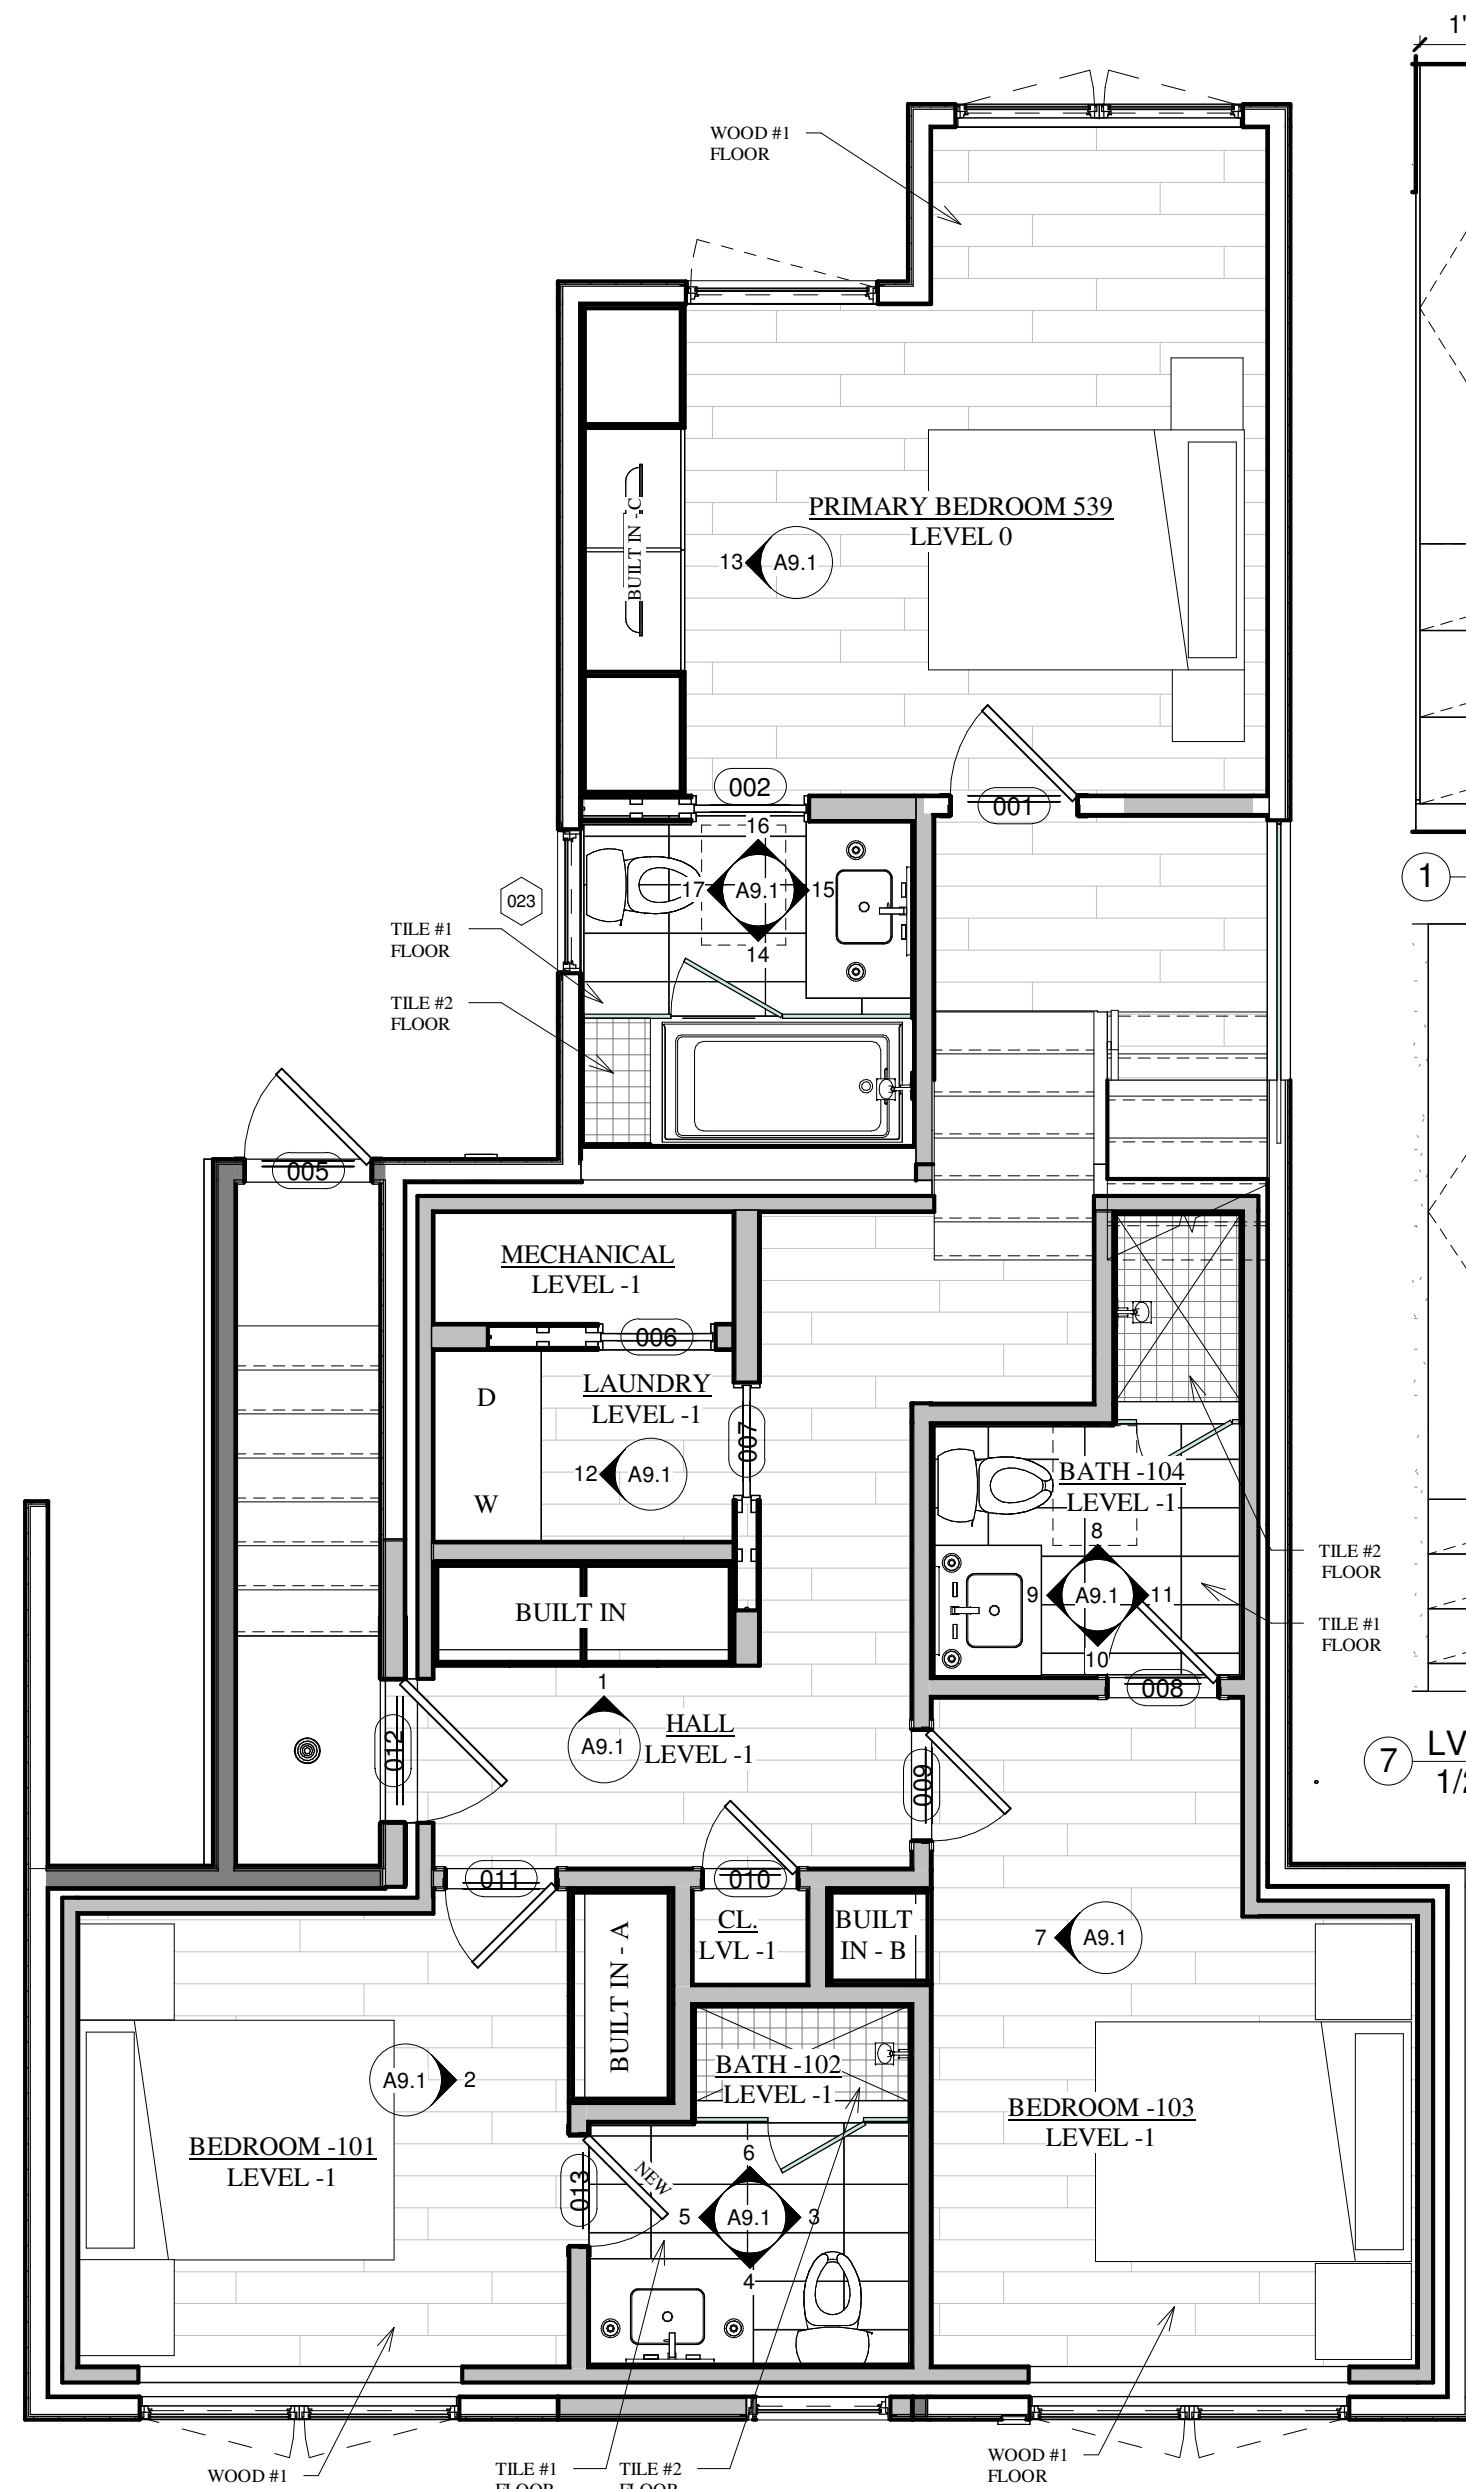 1'
WOOD #1
FLOOR
PRIMARY BEDROOM 539
LEVEL 0
BUILT IN - C
13 A9.1
002
001
16
17 A9.1 15
14
023
1
TILE #1
FLOOR
TILE #2
FLOOR
005
MECHANICAL
LEVEL -1
006
D
LAUNDRY
LEVEL -1
007
12 A9.1
W
BATH -104
LEVEL -1
8
9 A9.1 11
10
TILE #2
FLOOR
TILE #1
FLOOR
BUILT IN
008
1
A9.1
HALL
LEVEL -1
012
009
7
LV
1/2
011
010
BUILT IN - A
CL.
LVL -1
BUILT
IN - B
7 A9.1
A9.1 2
BATH -102
LEVEL -1
BEDROOM -101
LEVEL -1
BEDROOM -103
LEVEL -1
013
NEW
6
5 A9.1 3
4
WOOD #1
TILE #1
FLOOR
TILE #2
FLOOR
WOOD #1
FLOOR